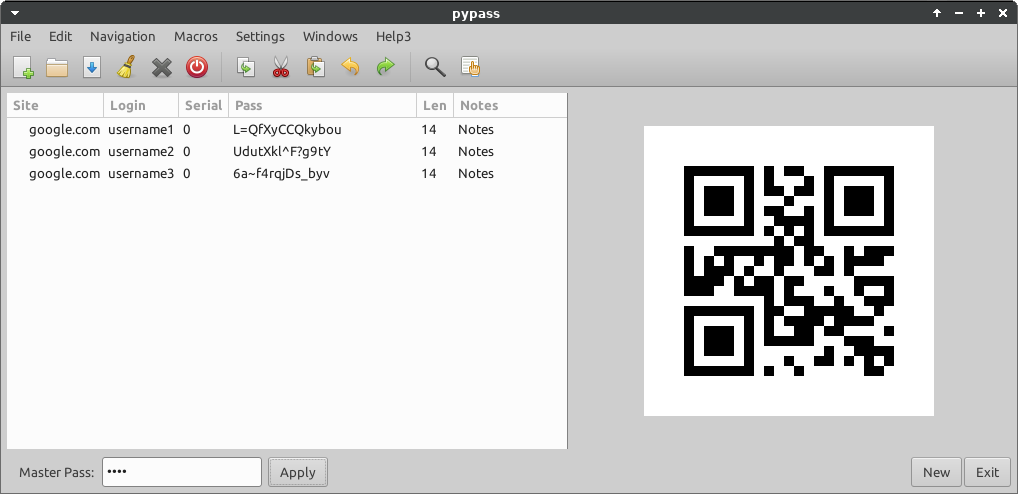 pypass
File Edit Navigation Macros Settings Windows Help3
Site Login Serial Pass Len Notes
google.com username1 0 L=QfXyCCQkybou 14 Notes
google.com username2 0 UdutXkl^F?g9tY 14 Notes
google.com username3 0 6a~f4rqjDs_byv 14 Notes
Master Pass: •••• Apply New Exit